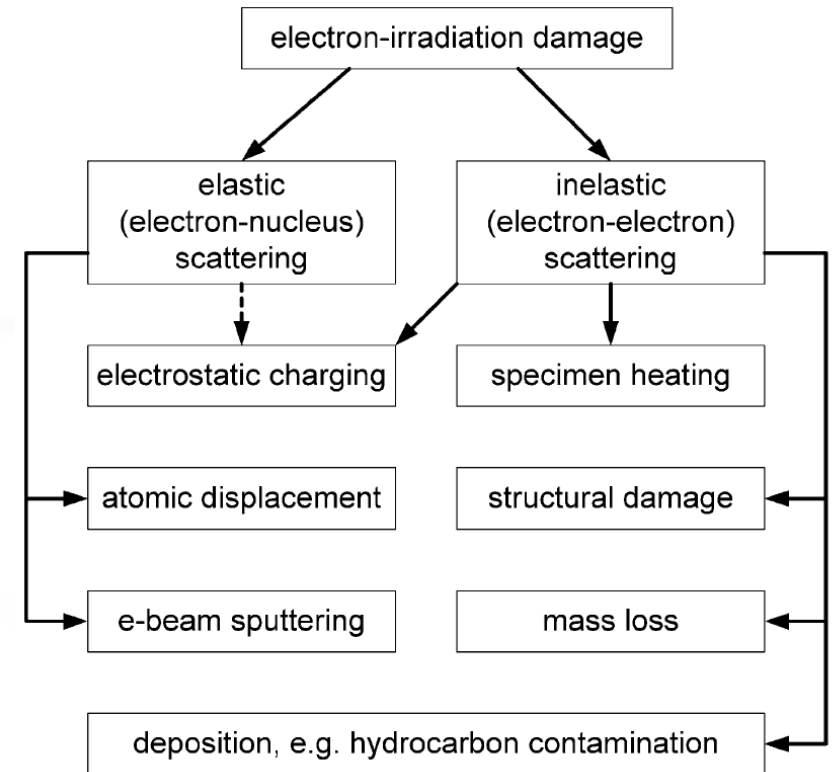 electron-irradiation damage
elastic
(electron-nucleus)
scattering
inelastic
(electron-electron)
scattering
electrostatic charging
specimen heating
atomic displacement
structural damage
e-beam sputtering
mass loss
deposition, e.g. hydrocarbon contamination